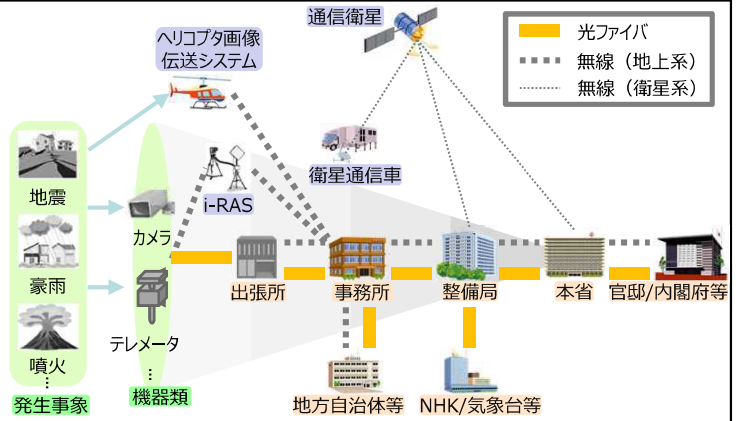 通信衛星
光ファイバ
無線（地上系）
無線（衛星系）
ヘリコプタ画像
伝送システム
衛星通信車
地震
i-RAS
カメラ
豪雨
出張所
事務所
整備局
本省
官邸/内閣府等
テレメータ
噴火
…
…
発生事象
機器類
地方自治体等
NHK/気象台等